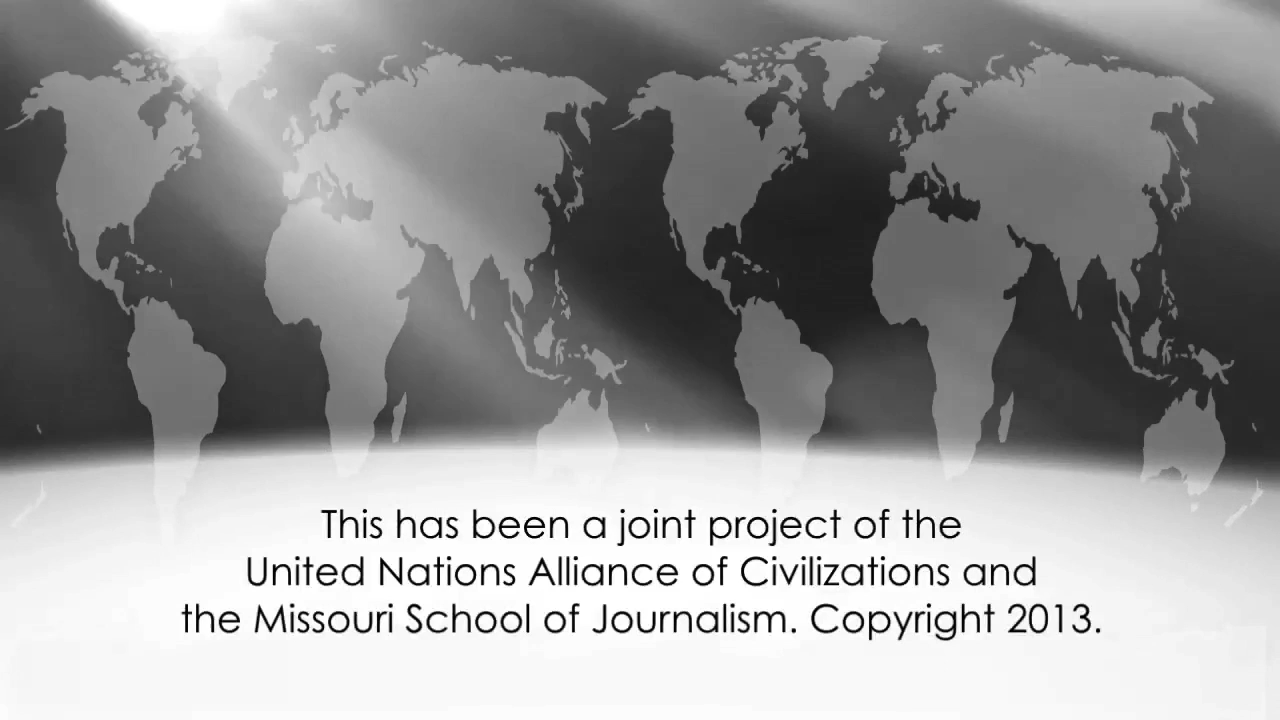 This has been a joint project of the
United Nations Alliance of Civilizations and
the Missouri School of Journalism. Copyright 2013.